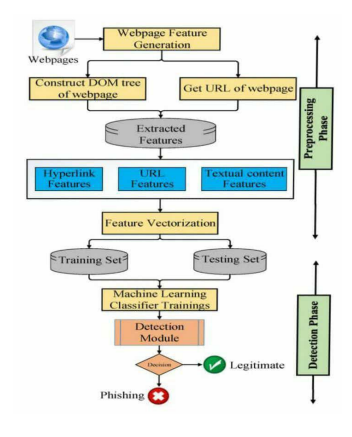 Webpage Feature
Generation
Webpages
Construct DOM tree
of webpage
Get URL of webpage
Extracted
Features
Hyperlink
Features
URL
Features
Textual content
Features
Feature Vectorization
Training Set
Testing Set
Machine Learning
Classifier Trainings
Detection
Module
Decision
Legitimate
Phishing
Preprocessing
Phase
Detection Phase